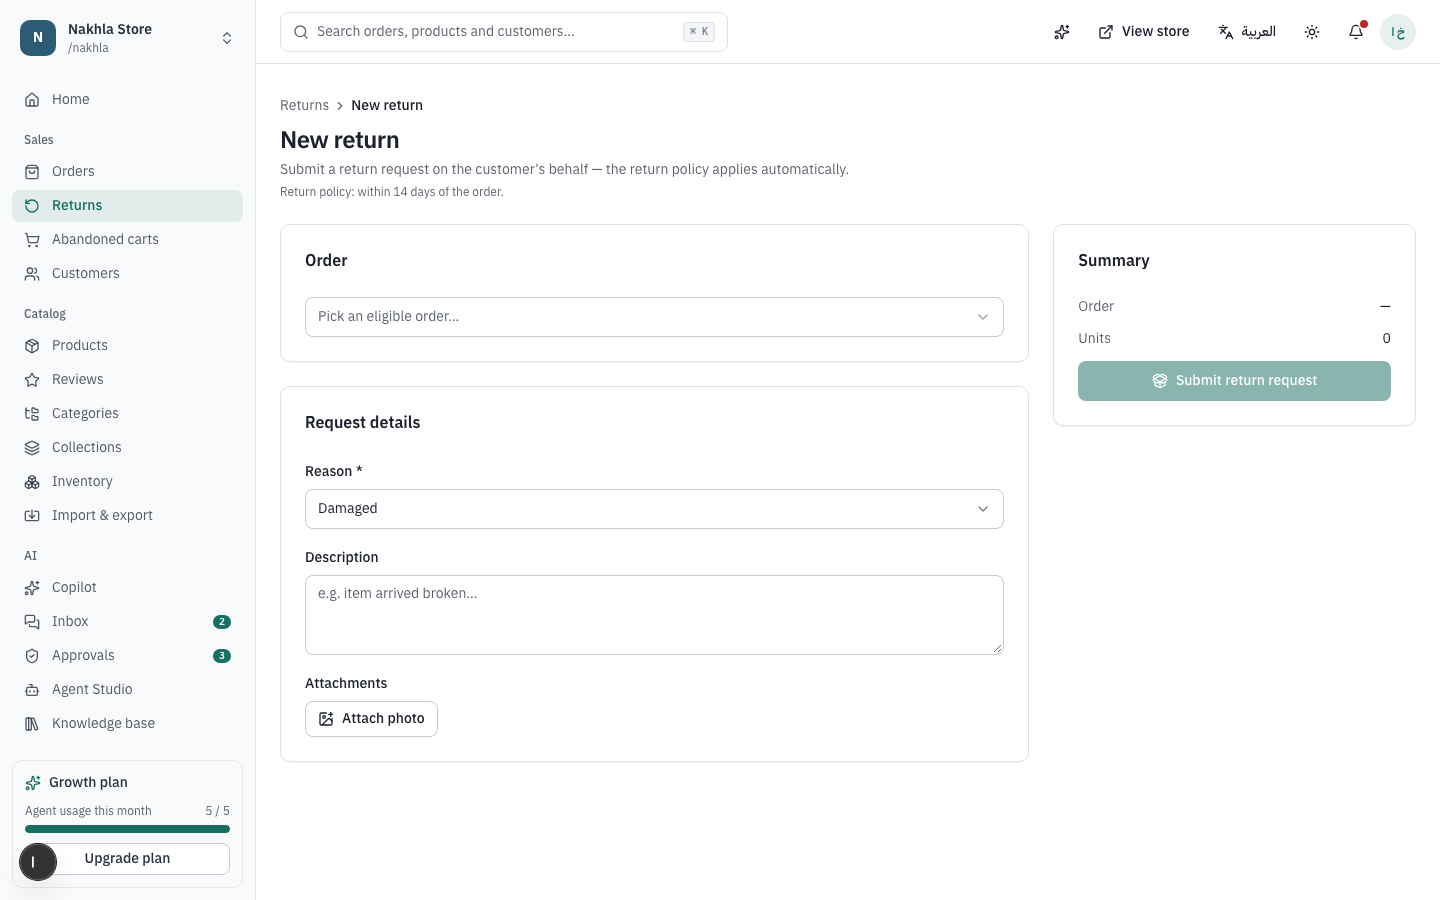 N
Nakhla Store
/nakhla
Home
Sales
Orders
Returns
Abandoned carts
Customers
Catalog
Products
Reviews
Categories
Collections
Inventory
Import & export
AI
Copilot
Inbox 2
Approvals 3
Agent Studio
Knowledge base
Growth plan
Agent usage this month 5 / 5
Upgrade plan
Search orders, products and customers... ⌘ K
View store
العربية
خ ا
Returns > New return
New return
Submit a return request on the customer's behalf — the return policy applies automatically.
Return policy: within 14 days of the order.
Order
Pick an eligible order...
Request details
Reason *
Damaged
Description
e.g. item arrived broken...
Attachments
Attach photo
Summary
Order —
Units 0
Submit return request